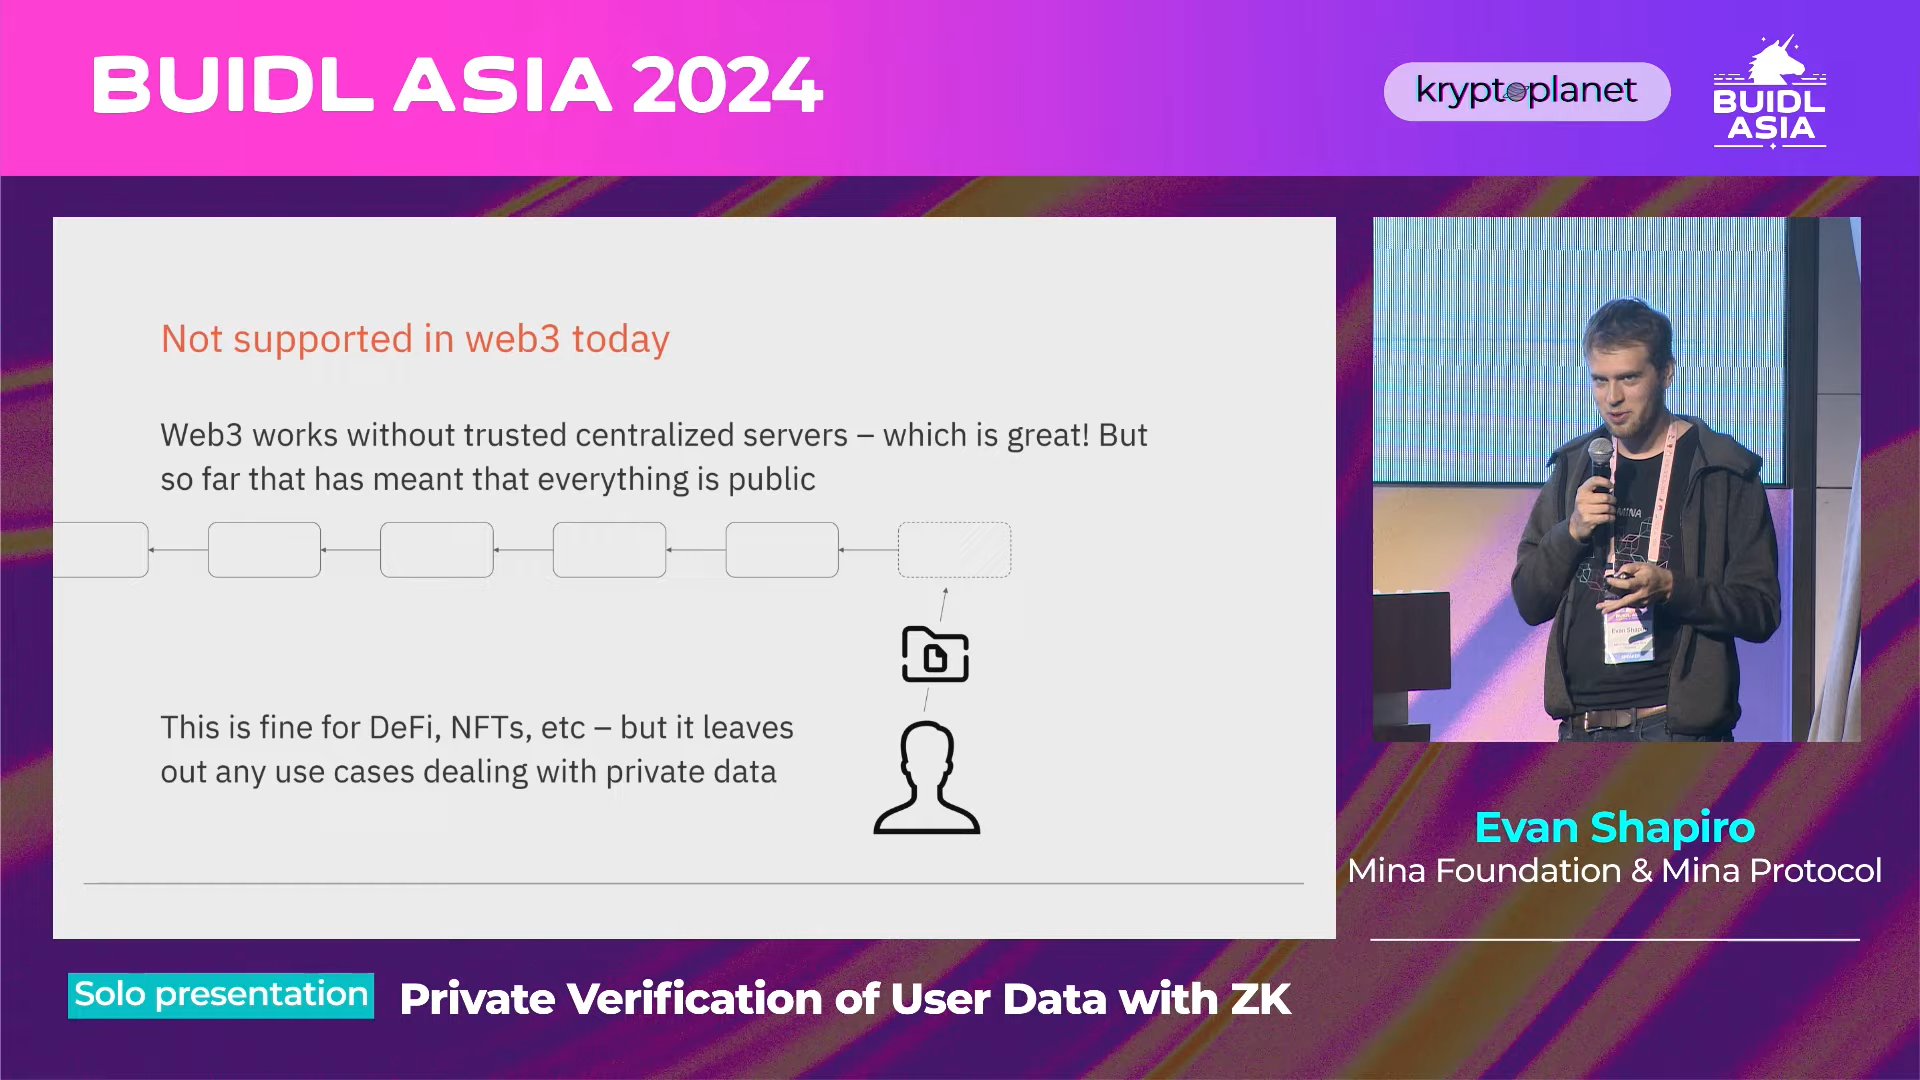 BUIDL ASIA 2024
kryptoplanet
BUIDL
ASIA
Not supported in web3 today
Web3 works without trusted centralized servers – which is great! But
so far that has meant that everything is public
This is fine for DeFi, NFTs, etc – but it leaves
out any use cases dealing with private data
MINA
Evan Shapiro
Mina Foundation & Mina Protocol
Solo presentation
Private Verification of User Data with ZK